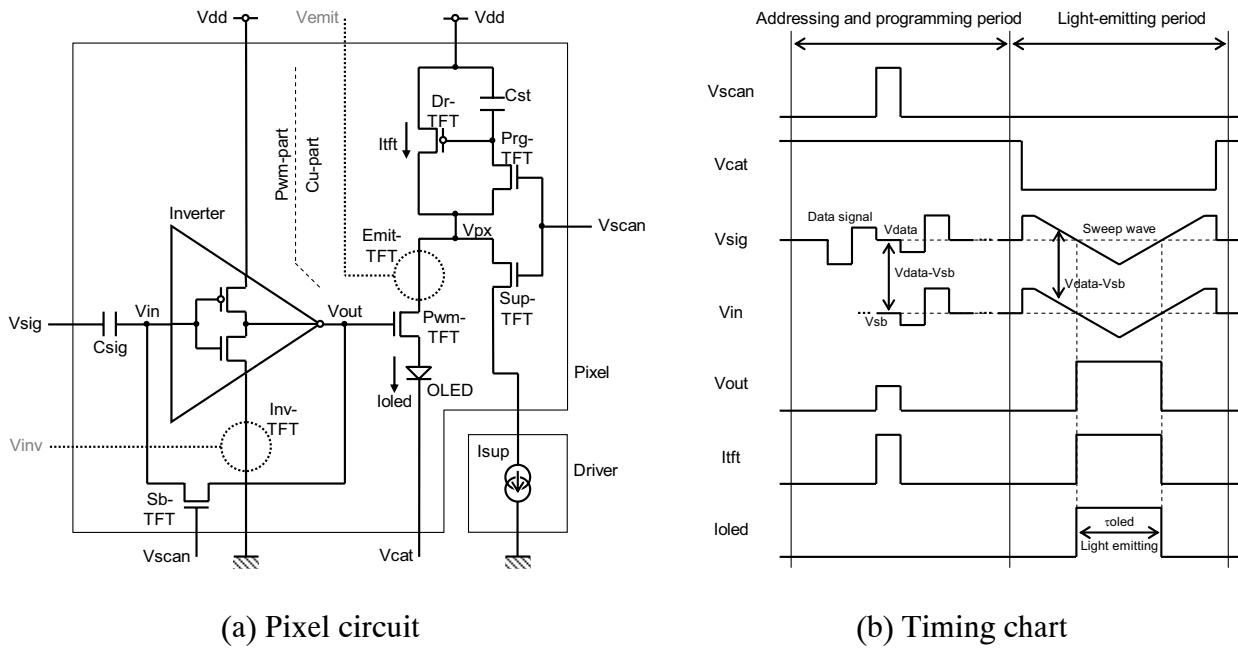 Vdd
Vemit
Vdd
Dr-
TFT
Cst
Itft
Prg-
TFT
Pwm-part
Cu-part
Inverter
Vscan
Emit-
TFT
Vpx
Sup-
TFT
Vsig
Vin
Csig
Vout
Pwm-
TFT
Pixel
Ioled
OLED
Inv-
TFT
Vinv
Isup
Driver
Sb-
TFT
Vscan
Vcat
(a) Pixel circuit
Addressing and programming period
Light-emitting period
Vscan
Vcat
Data signal
Vdata
Sweep wave
Vsig
Vdata-Vsb
Vdata-Vsb
Vin
Vsb
Vout
Itft
Ioled
τoled
Light emitting
(b) Timing chart